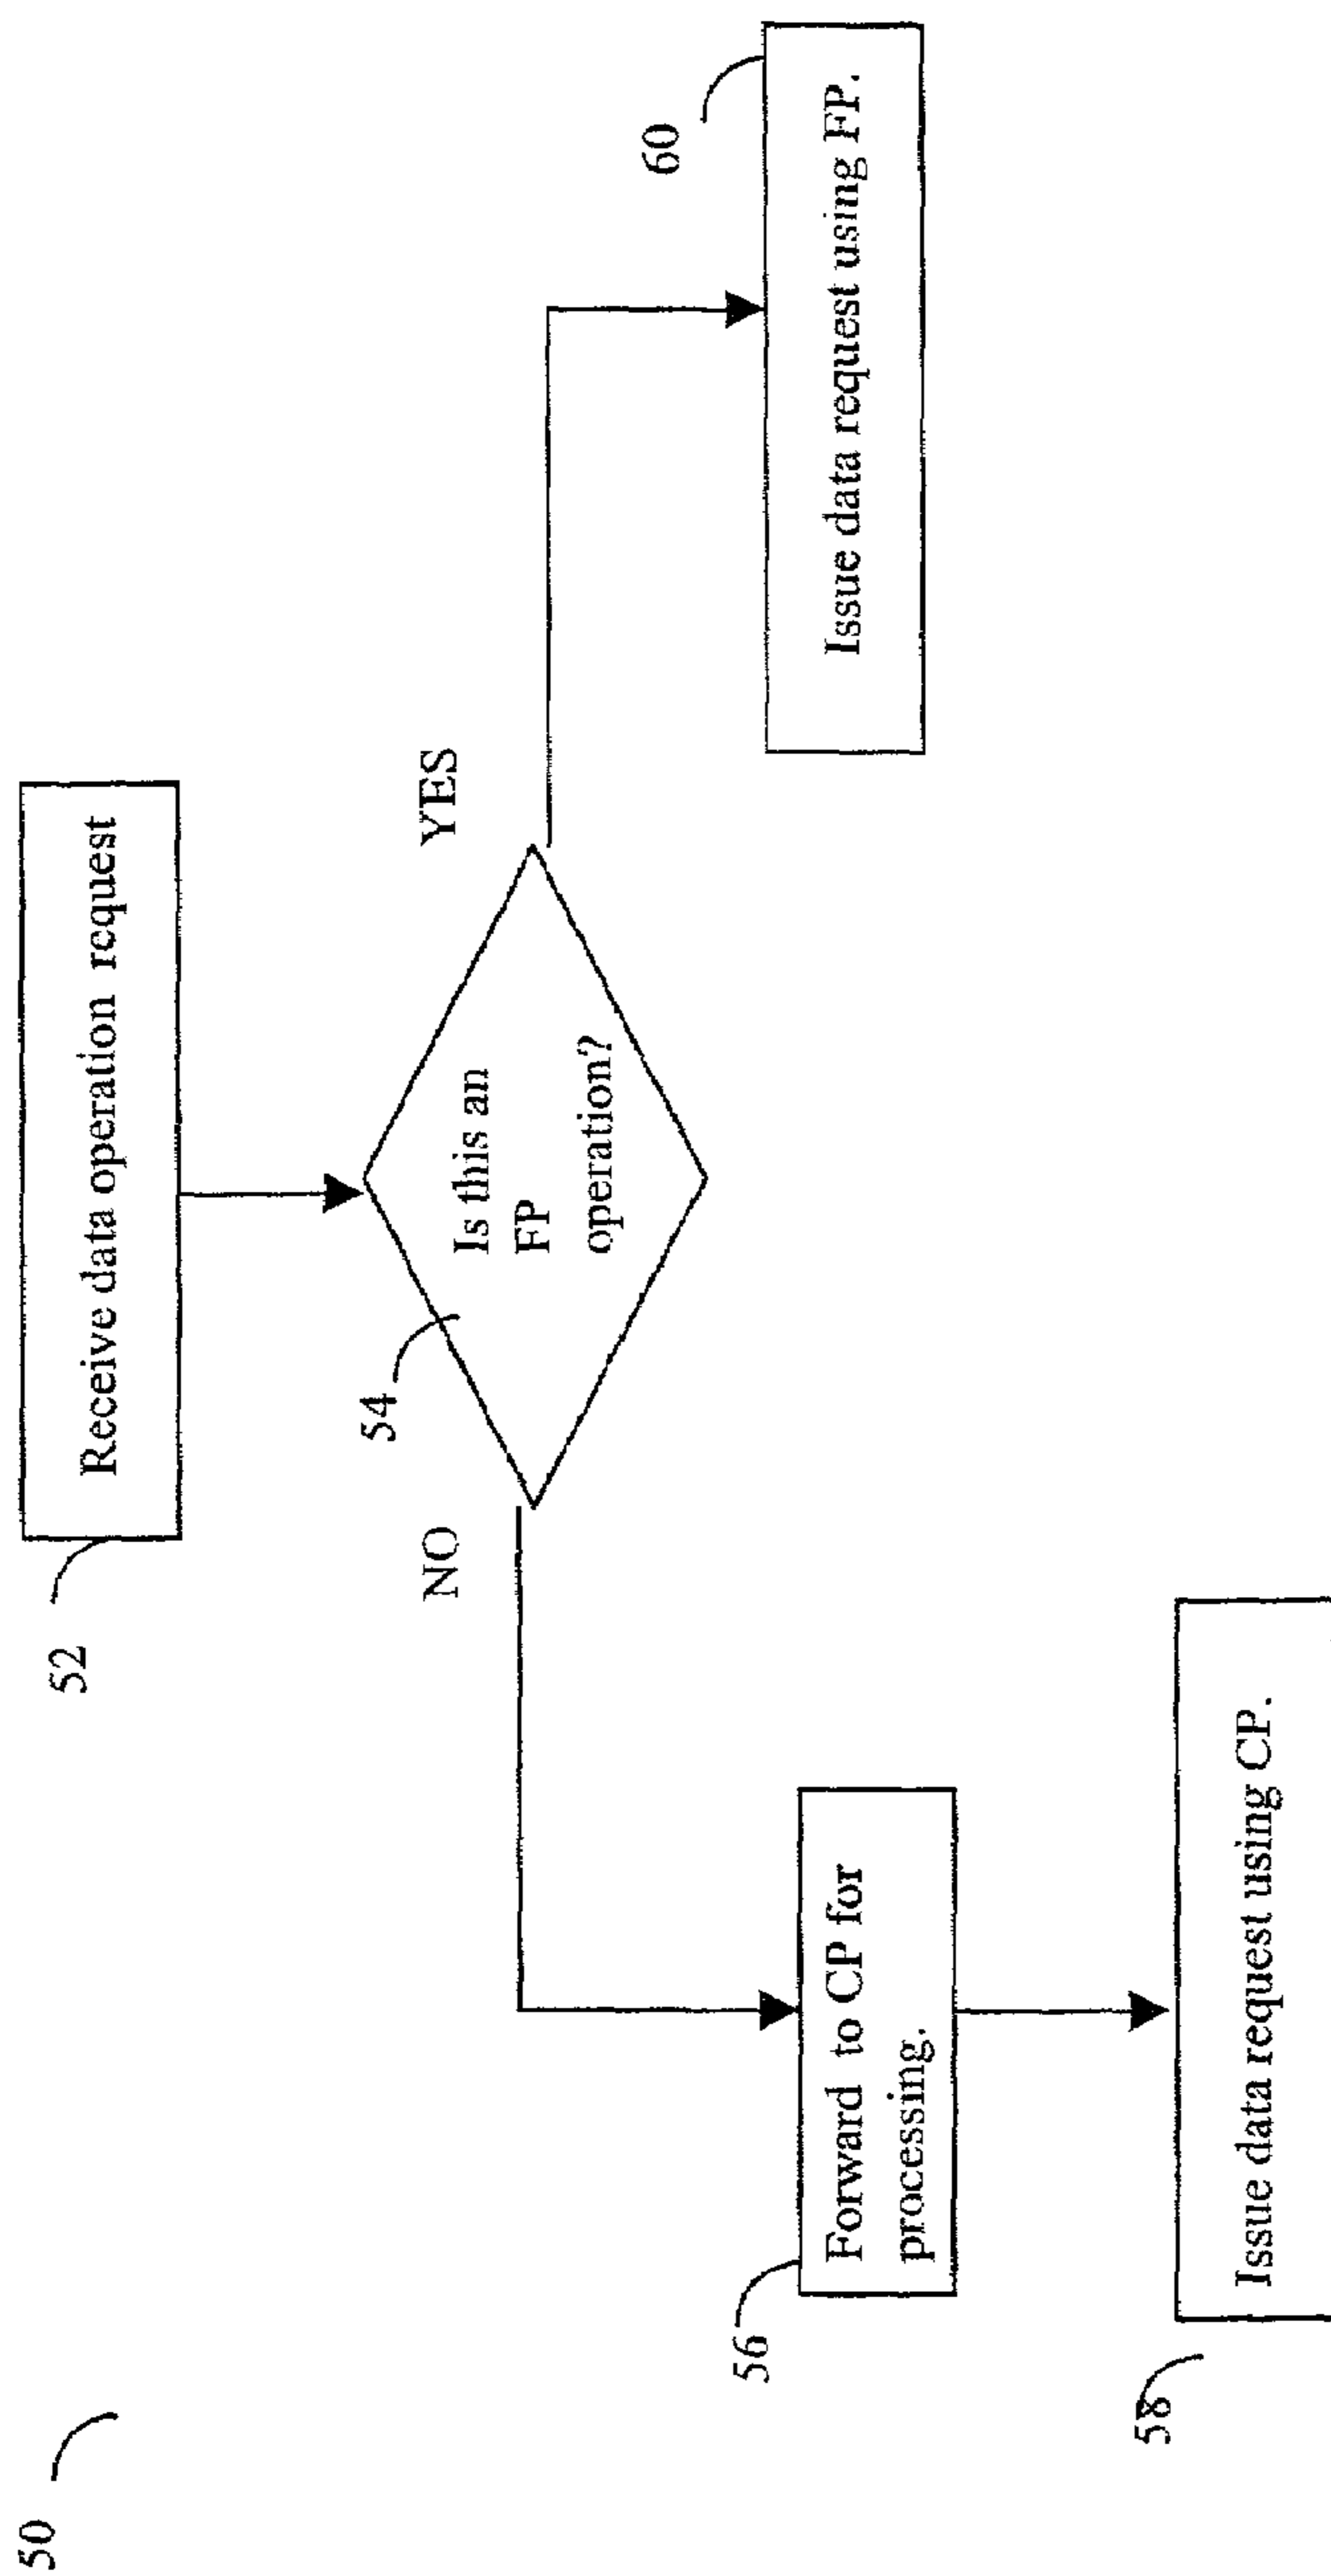 50
52
Receive data operation request
54
Is this an
FP
operation?
NO
YES
56
Forward to CP for
processing.
60
Issue data request using FP.
58
Issue data request using CP.